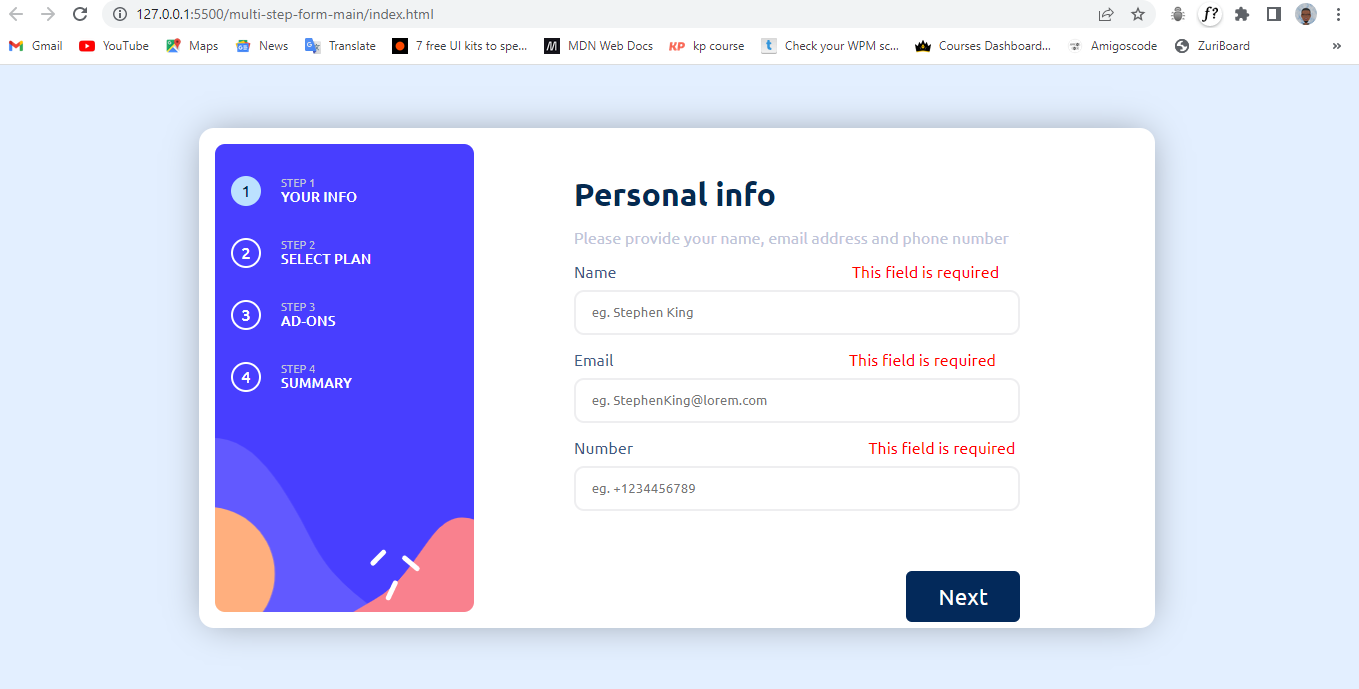 127.0.0.1:5500/multi-step-form-main/index.html
f?
Gmail YouTube Maps News Translate 7 free UI kits to spe... MDN Web Docs KP kp course t Check your WPM sc... Courses Dashboard... Amigoscode ZuriBoard »
1 STEP 1
YOUR INFO
2 STEP 2
SELECT PLAN
3 STEP 3
AD-ONS
4 STEP 4
SUMMARY
Personal info
Please provide your name, email address and phone number
Name This field is required
eg. Stephen King
Email This field is required
eg. StephenKing@lorem.com
Number This field is required
eg. +1234456789
Next